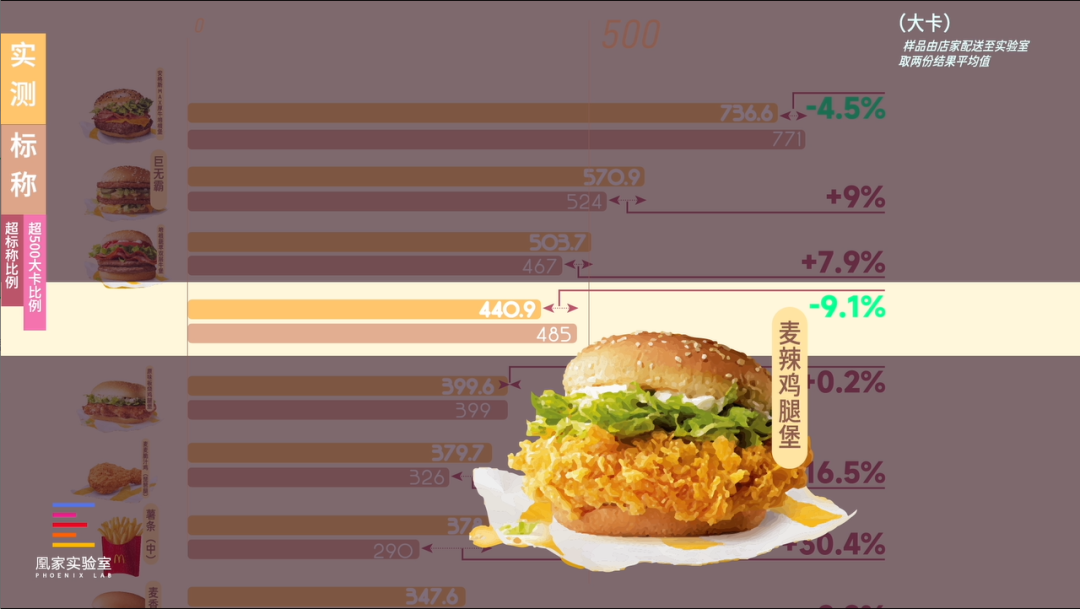 （大卡）
样品由店家配送至实验室
取两份结果平均值
0
500
实测
标称
超标称比例
超500大卡比例
736.6
771
-4.5%
巨无霸
570.9
524
+9%
503.7
467
+7.9%
440.9
485
-9.1%
麦辣鸡腿堡
399.6
399
0.2%
379.7
326
16.5%
薯条（中）
37
290
+30.4%
麦香
347.6
凰家实验室
PHOENIX LAB